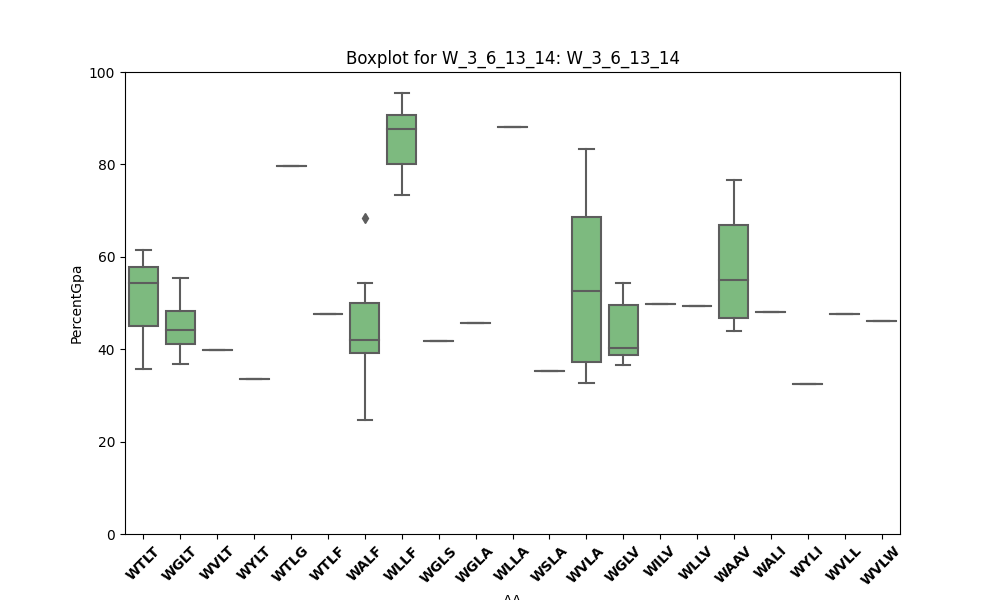 Boxplot for W_3_6_13_14: W_3_6_13_14
100
80
60
40
20
0
PercentGpa
WTLT
WGLT
WVLT
WYLT
WTLG
WTLF
WALF
WLLF
WGLS
WGLA
WLLA
WSLA
WVLA
WGLV
WILV
WLLV
WAAV
WALI
WYLI
WVLL
WVLW
AA